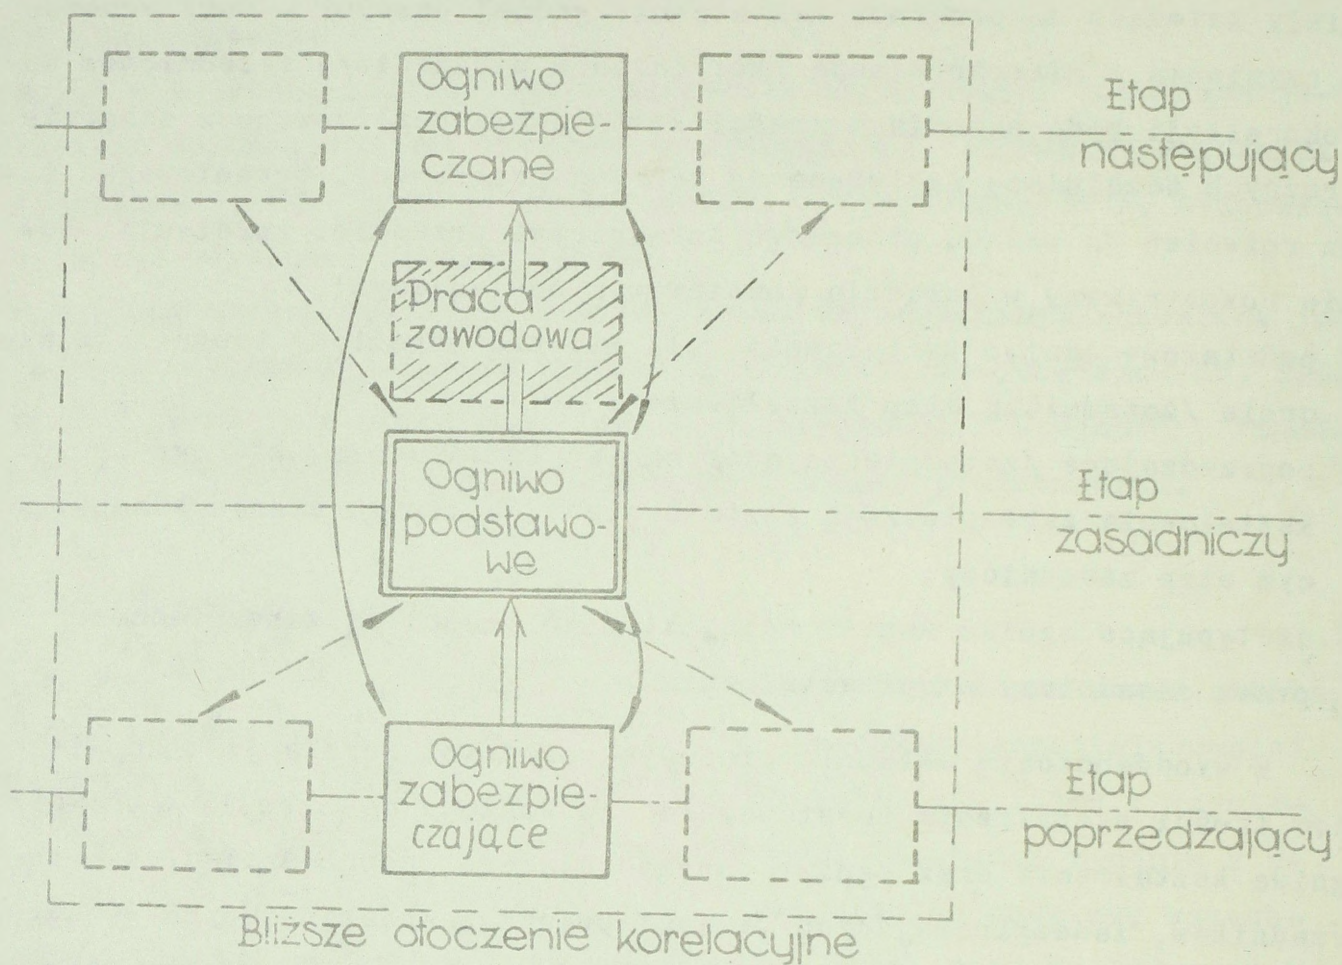 Ogniwo
zabezpie-
czane
Etap
następujący
Praca
zawodowa
Ogniwo
podstawo-
we
Etap
zasadniczy
Ogniwo
zabezpie-
czające
Etap
poprzedzający
Bliższe otoczenie korelacyjne